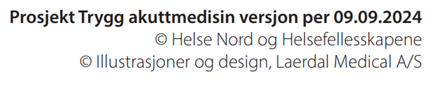 Prosjekt Trygg akuttmedisin versjon per 09.09.2024
© Helse Nord og Helsefellesskapene
© Illustrasjoner og design, Laerdal Medical A/S